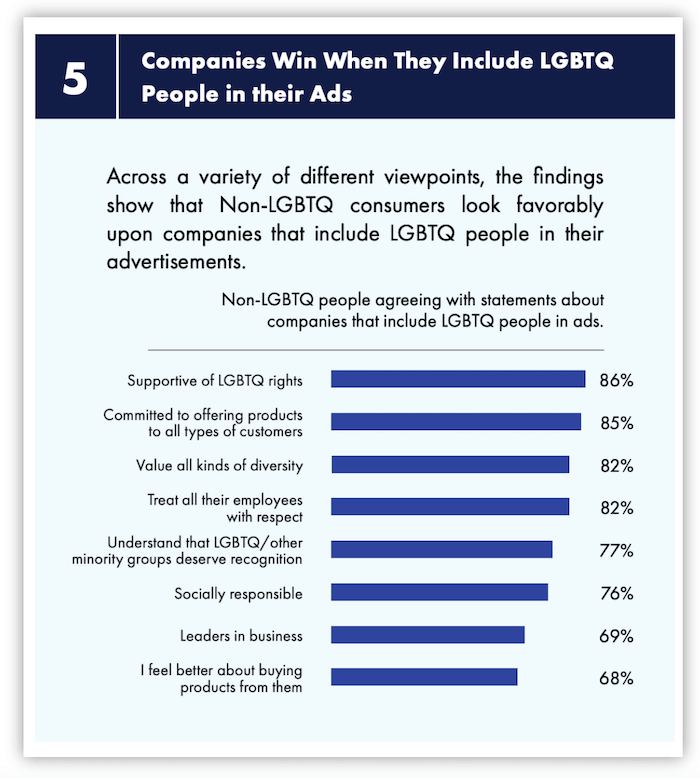 5
Companies Win When They Include LGBTQ
People in their Ads
Across a variety of different viewpoints, the findings
show that Non-LGBTQ consumers look favorably
upon companies that include LGBTQ people in their
advertisements.
Non-LGBTQ people agreeing with statements about
companies that include LGBTQ people in ads.
Supportive of LGBTQ rights 86%
Committed to offering products
to all types of customers 85%
Value all kinds of diversity 82%
Treat all their employees
with respect 82%
Understand that LGBTQ/other
minority groups deserve recognition 77%
Socially responsible 76%
Leaders in business 69%
I feel better about buying
products from them 68%